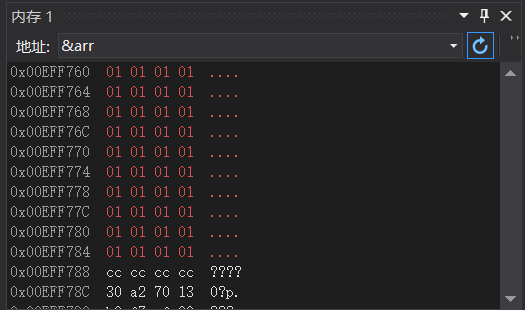 内存 1
地址: &arr
0x00EFF760 01 01 01 01 ....
0x00EFF764 01 01 01 01 ....
0x00EFF768 01 01 01 01 ....
0x00EFF76C 01 01 01 01 ....
0x00EFF770 01 01 01 01 ....
0x00EFF774 01 01 01 01 ....
0x00EFF778 01 01 01 01 ....
0x00EFF77C 01 01 01 01 ....
0x00EFF780 01 01 01 01 ....
0x00EFF784 01 01 01 01 ....
0x00EFF788 cc cc cc cc ????
0x00EFF78C 30 a2 70 13 0?p.